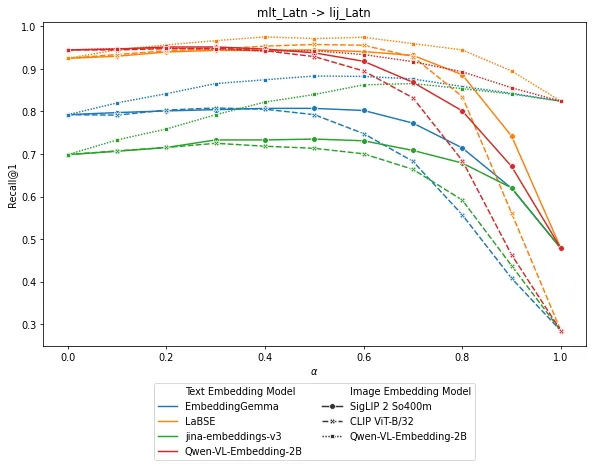 mlt_Latn -> lij_Latn
Recall@1
1.0
0.9
0.8
0.7
0.6
0.5
0.4
0.3
0.0 0.2 0.4 0.6 0.8 1.0
α
Text Embedding Model Image Embedding Model
EmbeddingGemma SigLIP 2 So400m
LaBSE CLIP ViT-B/32
jina-embeddings-v3 Qwen-VL-Embedding-2B
Qwen-VL-Embedding-2B